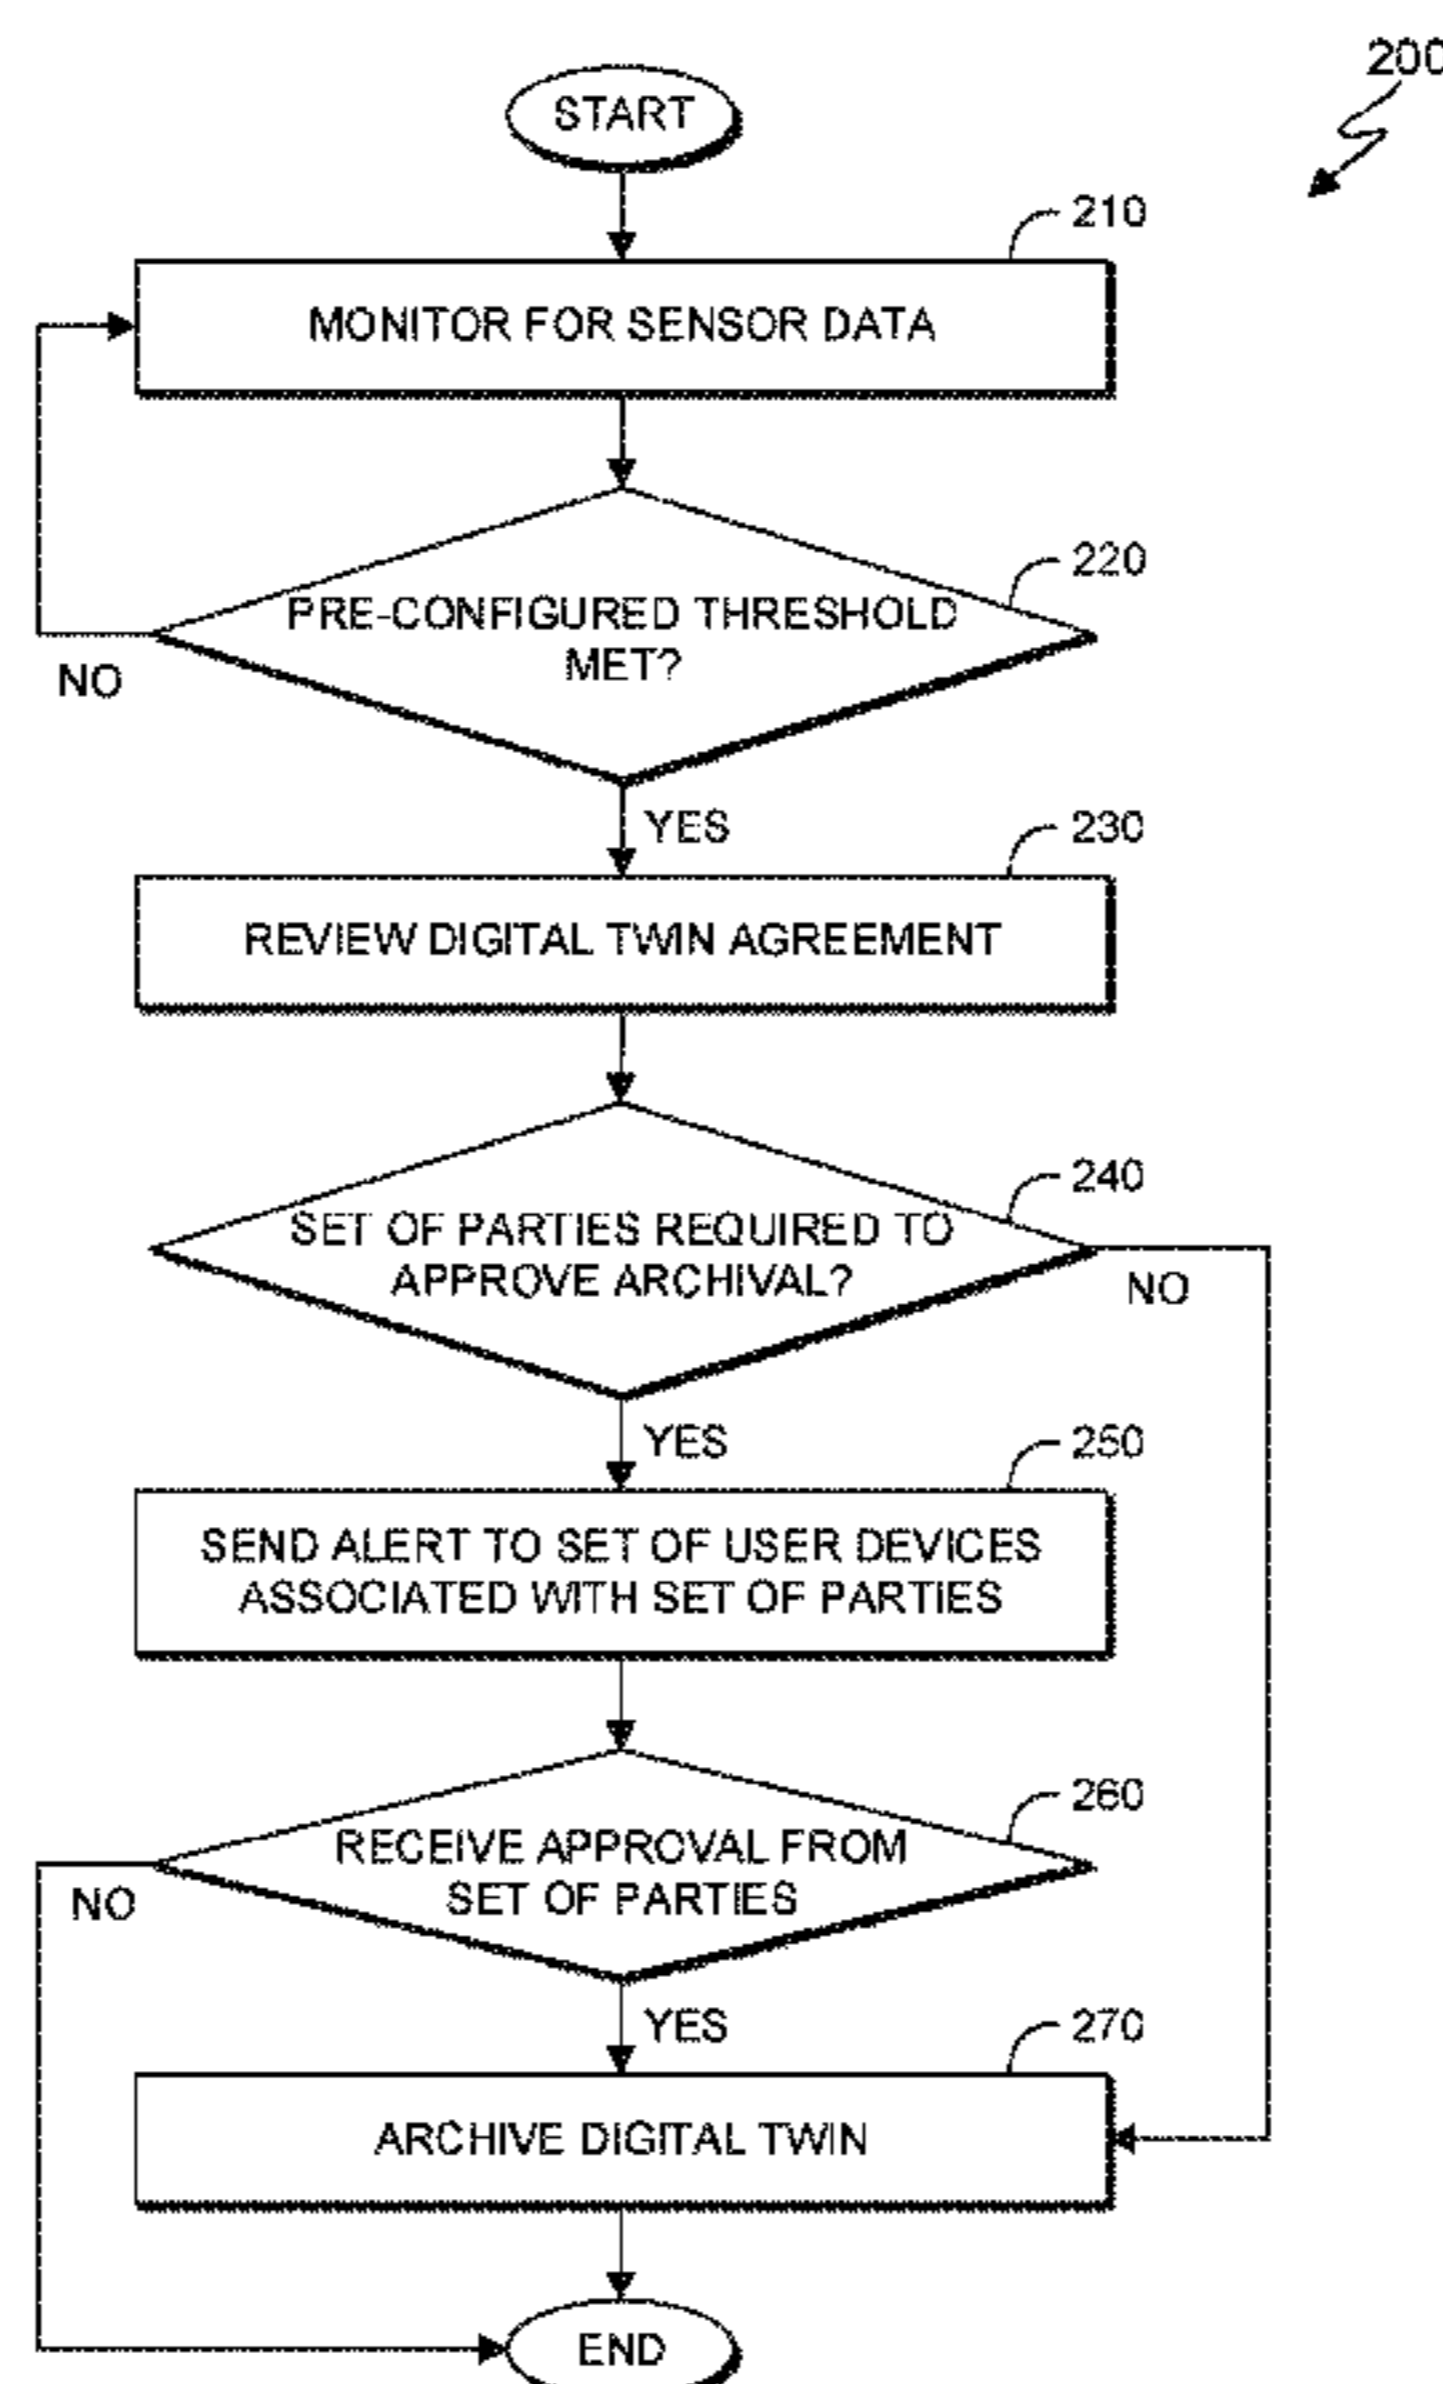 200
START
210
MONITOR FOR SENSOR DATA
220
PRE-CONFIGURED THRESHOLD
MET?
NO
YES
230
REVIEW DIGITAL TWIN AGREEMENT
240
SET OF PARTIES REQUIRED TO
APPROVE ARCHIVAL?
NO
YES
250
SEND ALERT TO SET OF USER DEVICES
ASSOCIATED WITH SET OF PARTIES
260
RECEIVE APPROVAL FROM
SET OF PARTIES
NO
YES
270
ARCHIVE DIGITAL TWIN
END